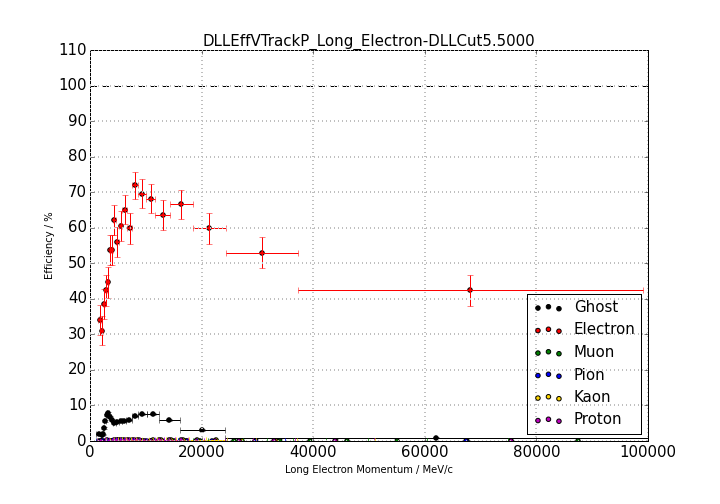 DLLEffVTrackP_Long_Electron-DLLCut5.5000
110
100
90
80
70
60
50
40
30
20
10
0
Efficiency / %
Ghost
Electron
Muon
Pion
Kaon
Proton
0 20000 40000 60000 80000 100000
Long Electron Momentum / MeV/c